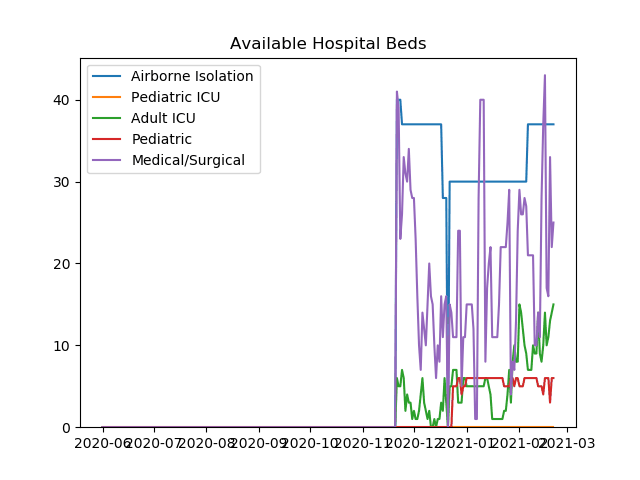 Available Hospital Beds
Airborne Isolation
Pediatric ICU
Adult ICU
Pediatric
Medical/Surgical
40
30
20
10
0
2020-06 2020-07 2020-08 2020-09 2020-10 2020-11 2020-12 2021-01 2021-02 2021-03